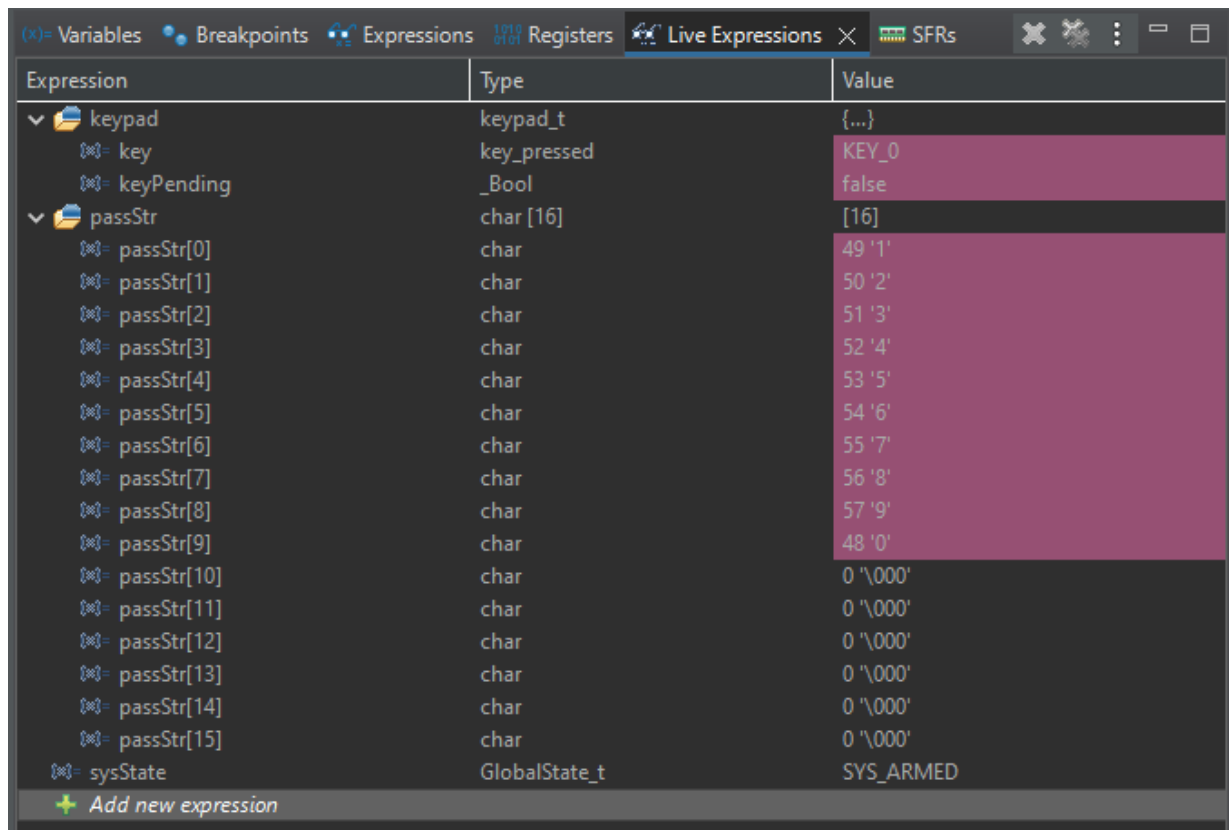 (x)= Variables Breakpoints Expressions 1010 0101 Registers Live Expressions SFRs
Expression Type Value
keypad keypad_t {...}
(x)= key key_pressed KEY_0
(x)= keyPending _Bool false
passStr char [16] [16]
(x)= passStr[0] char 49 '1'
(x)= passStr[1] char 50 '2'
(x)= passStr[2] char 51 '3'
(x)= passStr[3] char 52 '4'
(x)= passStr[4] char 53 '5'
(x)= passStr[5] char 54 '6'
(x)= passStr[6] char 55 '7'
(x)= passStr[7] char 56 '8'
(x)= passStr[8] char 57 '9'
(x)= passStr[9] char 48 '0'
(x)= passStr[10] char 0 '\000'
(x)= passStr[11] char 0 '\000'
(x)= passStr[12] char 0 '\000'
(x)= passStr[13] char 0 '\000'
(x)= passStr[14] char 0 '\000'
(x)= passStr[15] char 0 '\000'
(x)= sysState GlobalState_t SYS_ARMED
Add new expression